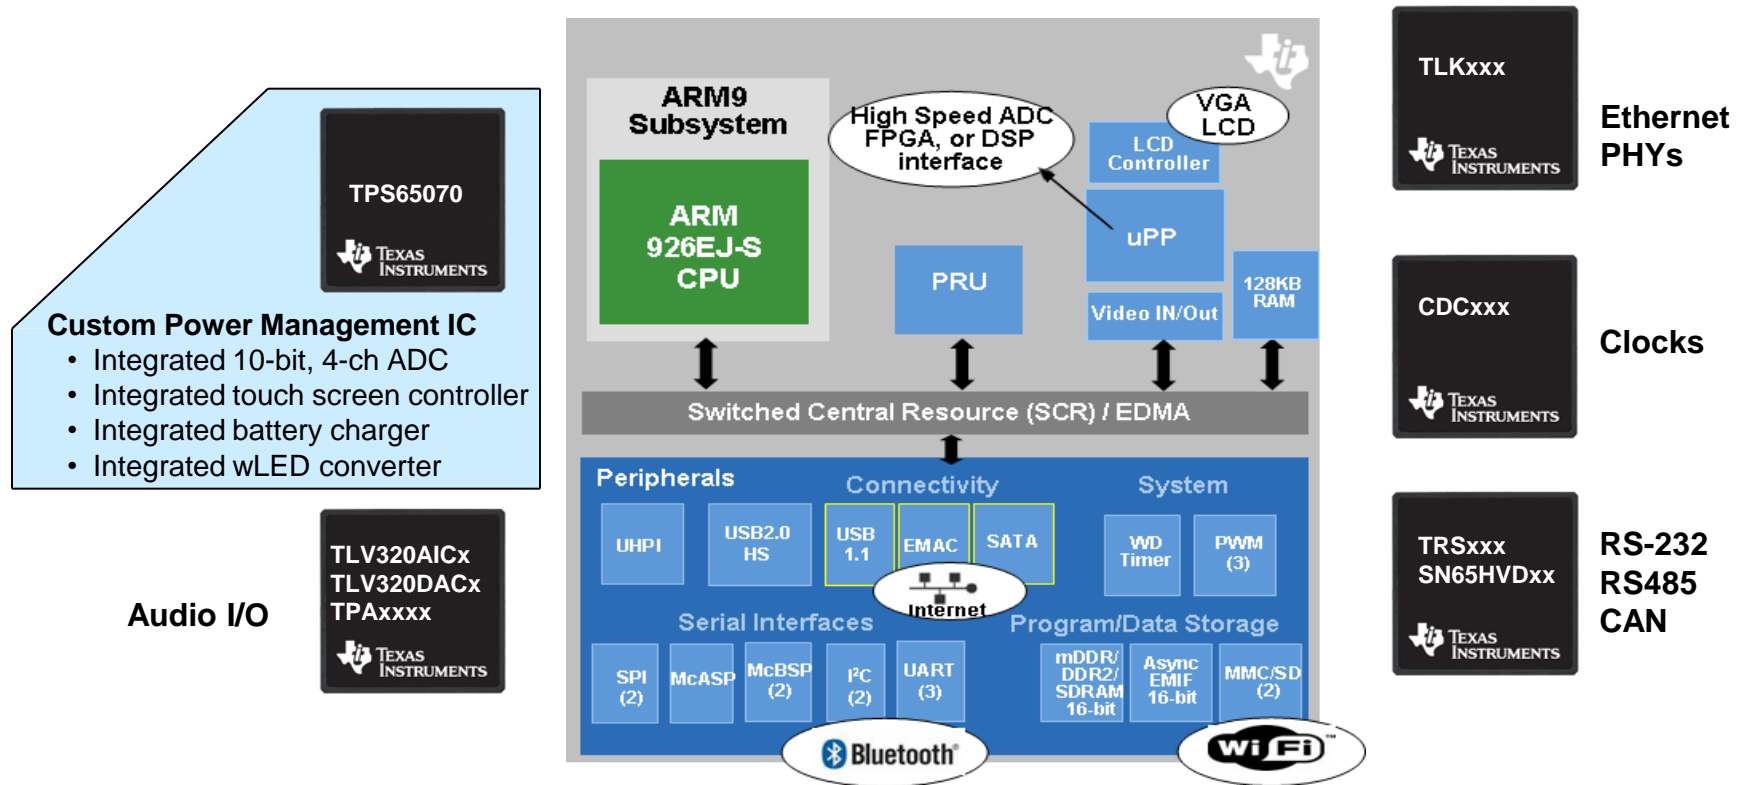 TPS65070
TEXAS
INSTRUMENTS
Custom Power Management IC
• Integrated 10-bit, 4-ch ADC
• Integrated touch screen controller
• Integrated battery charger
• Integrated wLED converter
Audio I/O
TLV320AICx
TLV320DACx
TPAxxxx
TEXAS
INSTRUMENTS
ARM9
Subsystem
ARM
926EJ-S
CPU
High Speed ADC
FPGA, or DSP
interface
VGA
LCD
LCD
Controller
uPP
PRU
Video IN/Out
128KB
RAM
Switched Central Resource (SCR) / EDMA
Peripherals
Connectivity
System
UHPI
USB2.0
HS
USB
1.1
EMAC
SATA
Internet
WD
Timer
PWM
(3)
Serial Interfaces
Program/Data Storage
SPI
(2)
McASP
McBSP
(2)
I²C
(2)
UART
(3)
mDDR/
DDR2/
SDRAM
16-bit
Async
EMIF
16-bit
MMC/SD
(2)
Bluetooth®
WiFi™
TLKxxx
TEXAS
INSTRUMENTS
Ethernet
PHYs
CDCxxx
TEXAS
INSTRUMENTS
Clocks
TRSxxx
SN65HVDxx
TEXAS
INSTRUMENTS
RS-232
RS485
CAN